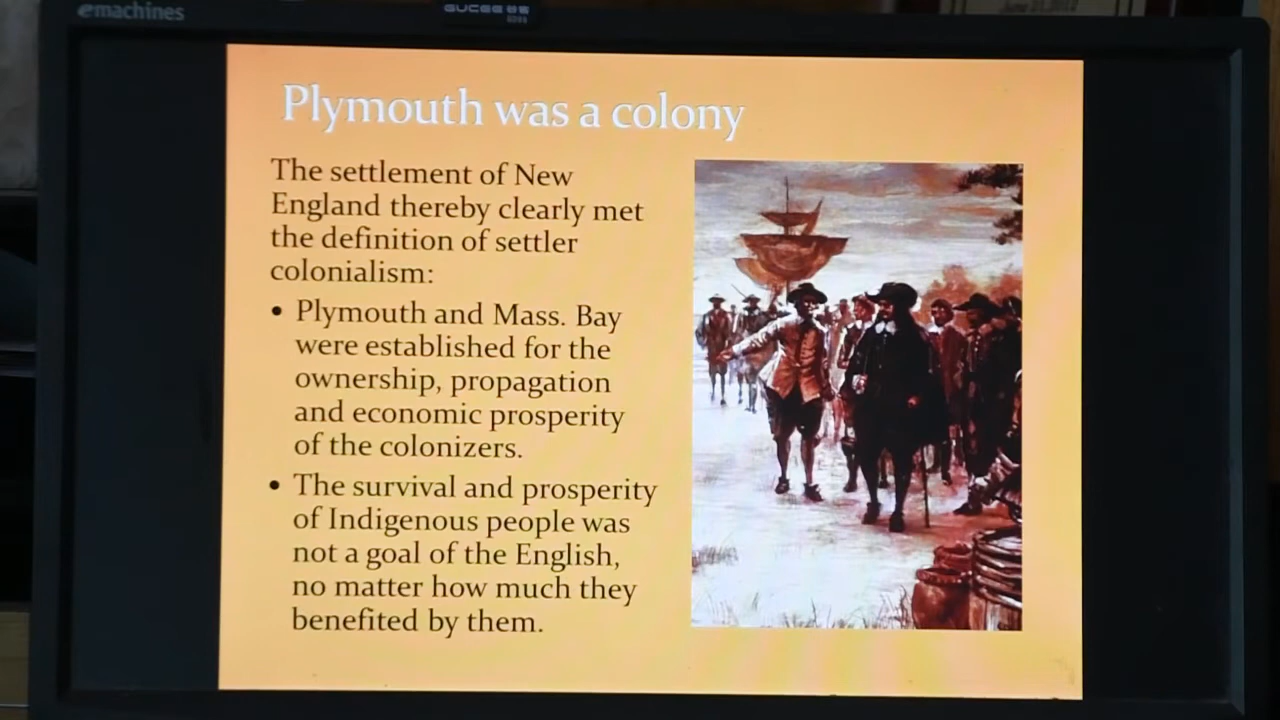 emachines
Plymouth was a colony
The settlement of New
England thereby clearly met
the definition of settler
colonialism:
• Plymouth and Mass. Bay
were established for the
ownership, propagation
and economic prosperity
of the colonizers.
• The survival and prosperity
of Indigenous people was
not a goal of the English,
no matter how much they
benefited by them.